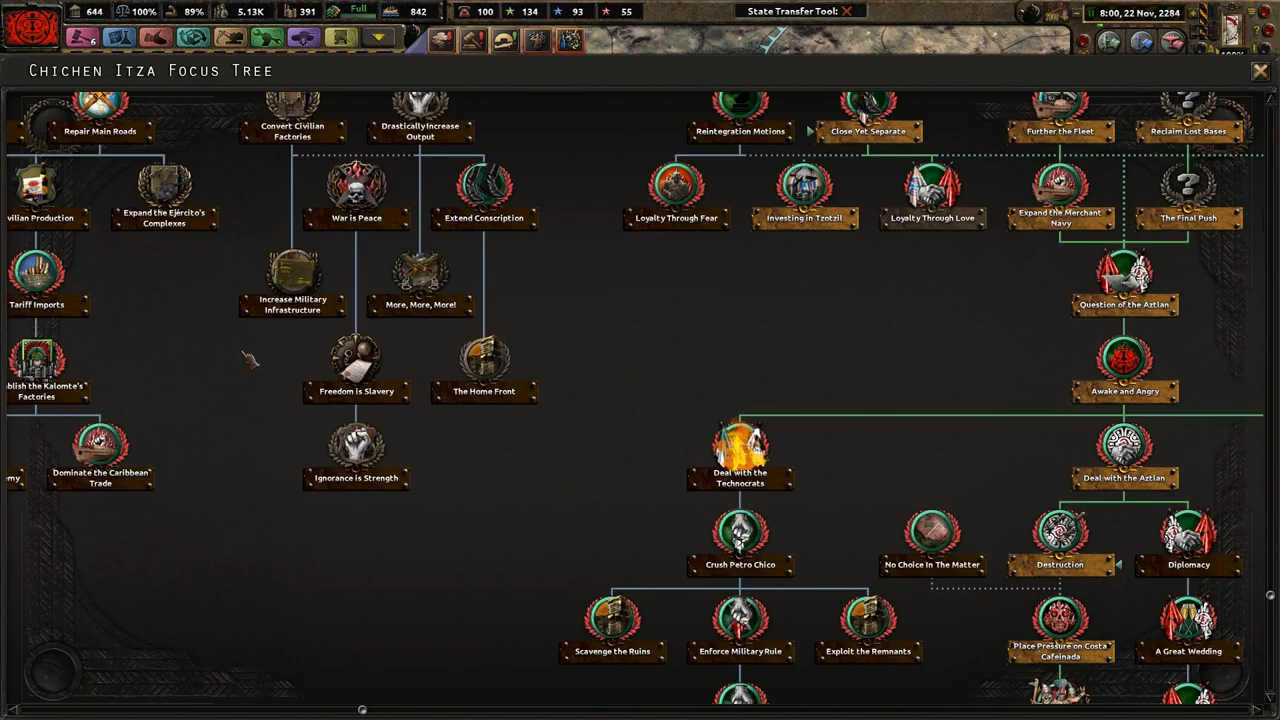 644
100%
89%
5.13K
391
Full
842
100
134
93
55
State Transfer Tool:
8:00, 22 Nov, 2284
6
100%
Chichen Itza Focus Tree
Repair Main Roads
Convert Civilian
Factories
Drastically Increase
Output
Reintegration Motions
Close Yet Separate
Further the Fleet
Reclaim Lost Bases
vilian Production
Expand the Ejército's
Complexes
War is Peace
Extend Conscription
Loyalty Through Fear
Investing in Tzotzil
Loyalty Through Love
Expand the Merchant
Navy
The Final Push
Tariff Imports
Increase Military
Infrastructure
More, More, More!
Question of the Aztlan
blish the Kalomte's
Factories
Freedom is Slavery
The Home Front
Awake and Angry
emy
Dominate the Caribbean
Trade
Ignorance is Strength
Deal with the
Technocrats
Deal with the Aztlan
Crush Petro Chico
No Choice In The Matter
Destruction
Diplomacy
Scavenge the Ruins
Enforce Military Rule
Exploit the Remnants
Place Pressure on Costa
Cafeinada
A Great Wedding